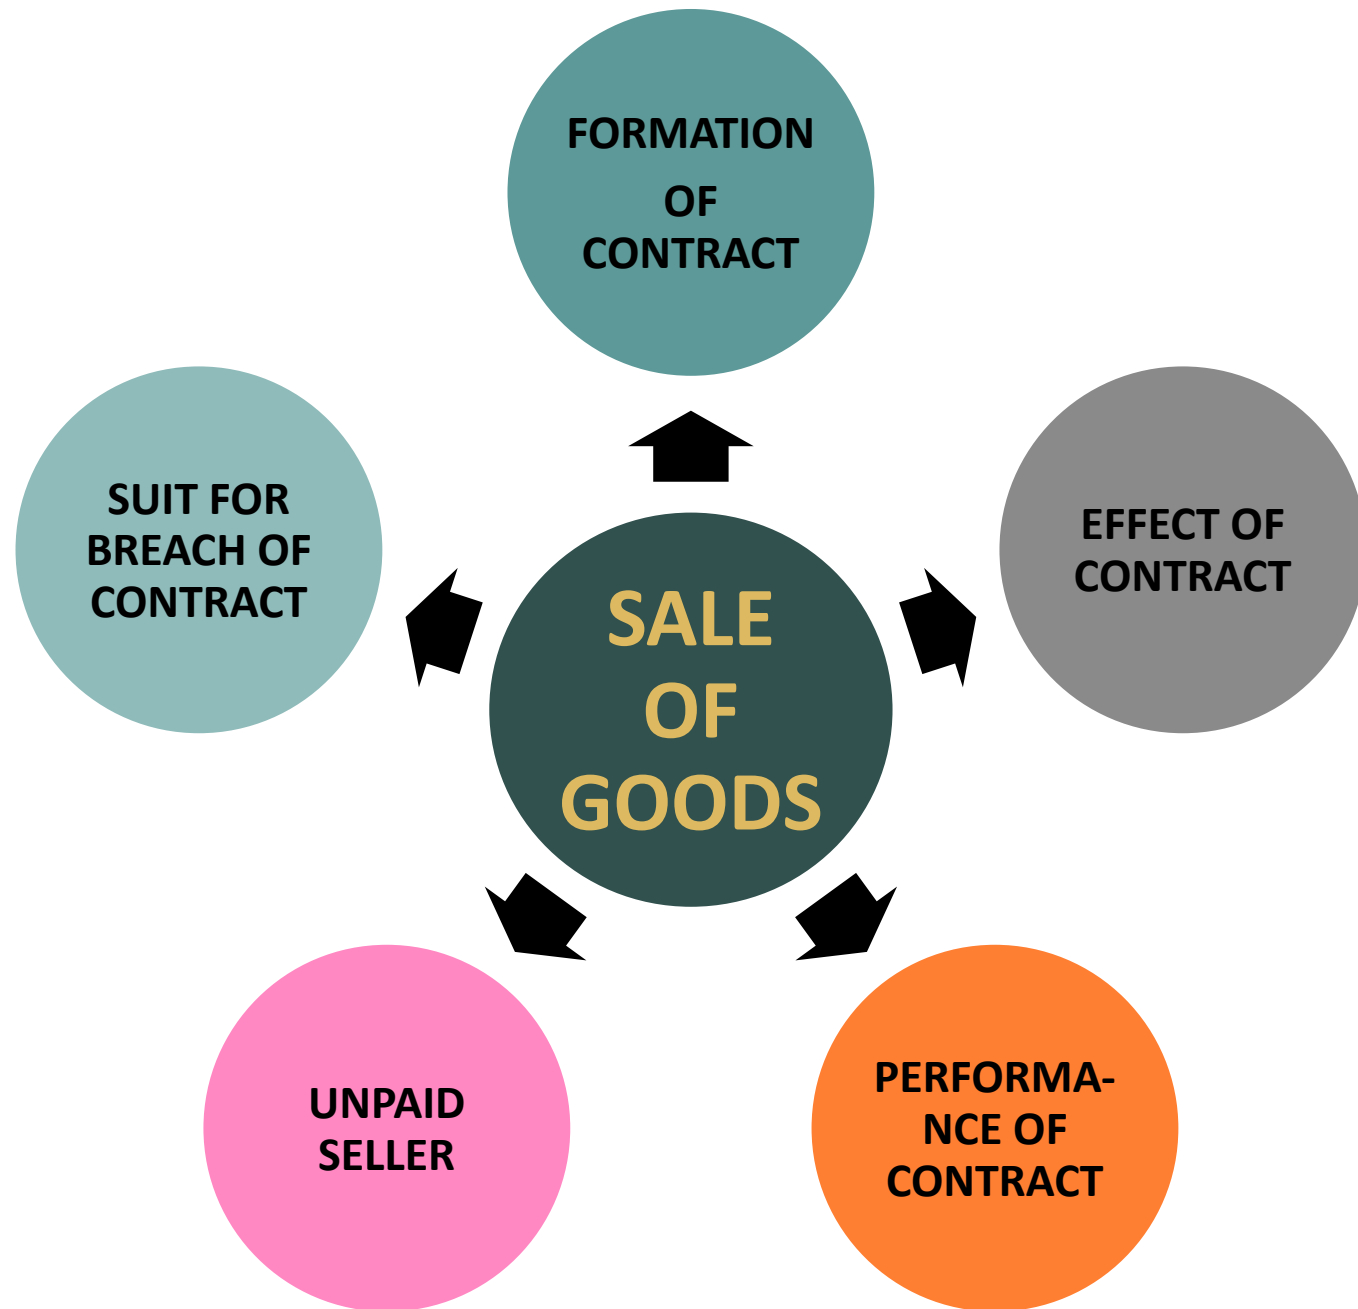 FORMATION
OF
CONTRACT
SUIT FOR
BREACH OF
CONTRACT
EFFECT OF
CONTRACT
SALE
OF
GOODS
UNPAID
SELLER
PERFORMA-
NCE OF
CONTRACT